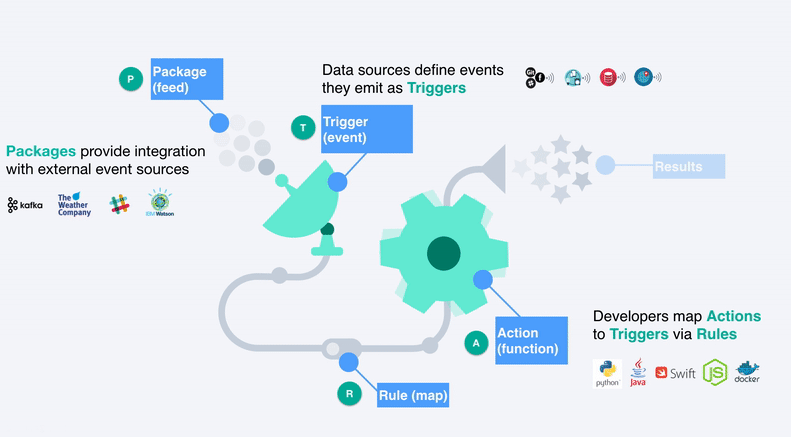 P
Package
(feed)
Data sources define events
they emit as Triggers
Git
T
Trigger
(event)
Packages provide integration
with external event sources
kafka
The
Weather
Company
IBM Watson
Results
Developers map Actions
to Triggers via Rules
A
Action
(function)
python
Java
Swift
JS
docker
R
Rule (map)